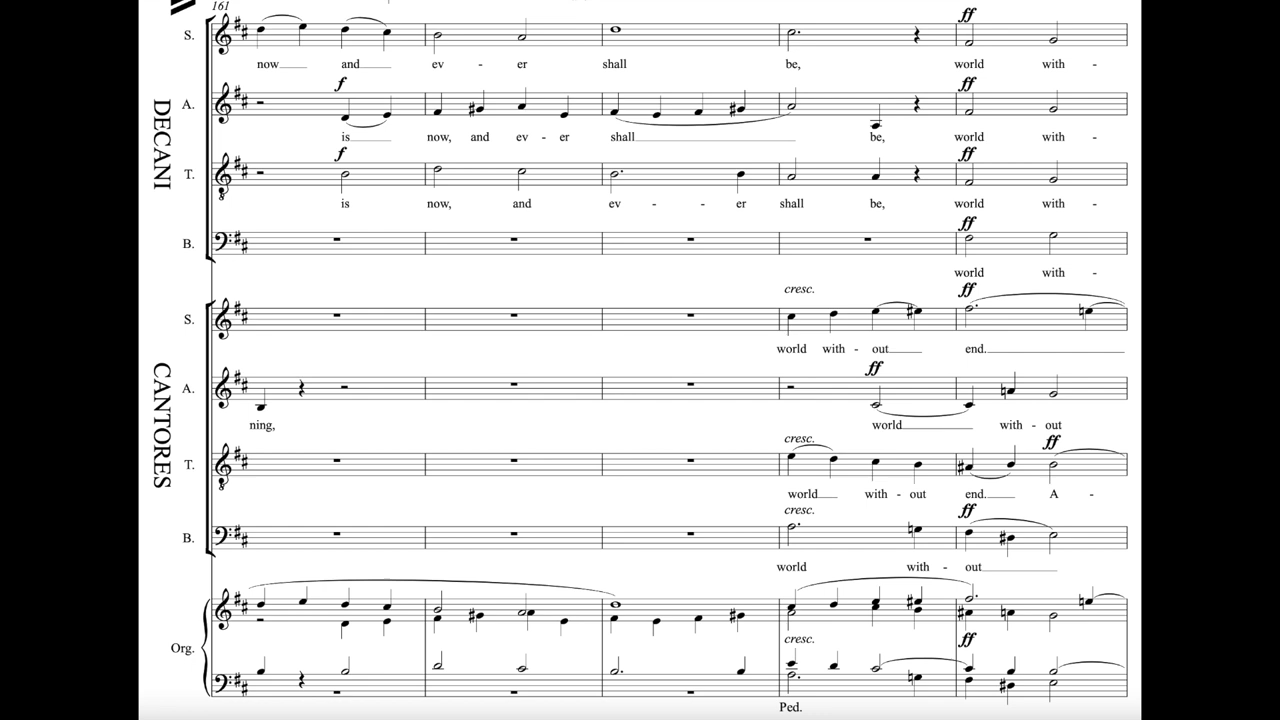 161
ff
S.
now and ev - er shall be, world with -
f ff
A.
is now, and ev - er shall be, world with -
f ff
T.
is now, and ev - er shall be, world with -
ff
B.
world with -
DECANI
cresc. ff
S.
world with - out end.
ff
A.
ning, world with - out
cresc. ff
T.
world with - out end. A -
cresc. ff
B.
world with - out
CANTORES
Org.
cresc. ff
Ped.